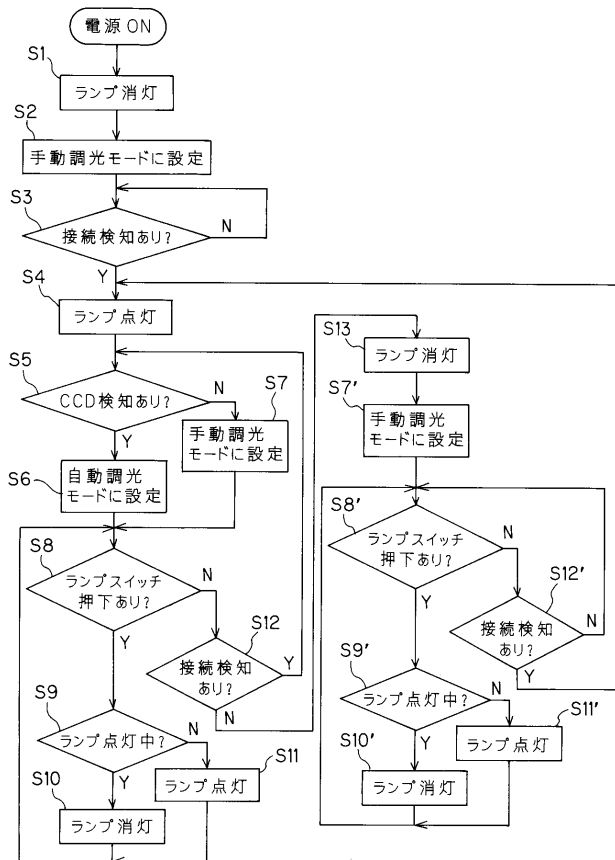 電源ON
S1
ランプ消灯
S2
手動調光モードに設定
S3
接続検知あり?
N
Y
S4
ランプ点灯
S5
CCD検知あり?
N
Y
S7
手動調光
モードに設定
S6
自動調光
モードに設定
S8
ランプスイッチ
押下あり?
N
Y
S12
接続検知
あり?
Y
N
S9
ランプ点灯中?
N
Y
S11
ランプ点灯
S10
ランプ消灯
S13
ランプ消灯
S7'
手動調光
モードに設定
S8'
ランプスイッチ
押下あり?
N
Y
S12'
接続検知
あり?
N
Y
S9'
ランプ点灯中?
N
Y
S11'
ランプ点灯
S10'
ランプ消灯